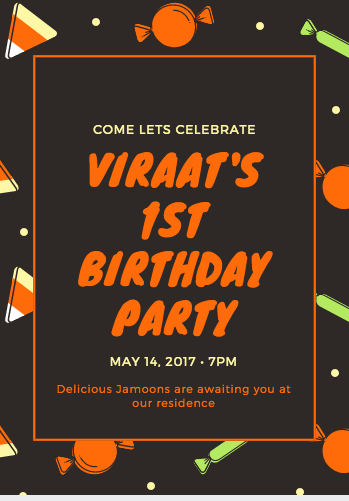 COME LETS CELEBRATE
VIRAAT'S
1ST
BIRTHDAY
PARTY
MAY 14, 2017 • 7PM
Delicious Jamoons are awaiting you at
our residence